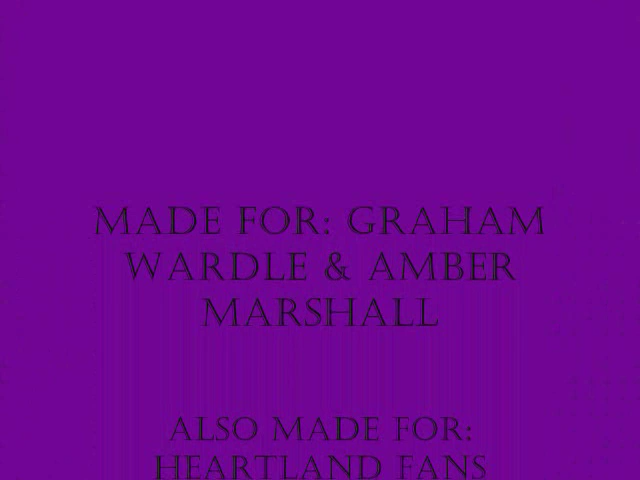 MADE FOR: GRAHAM
WARDLE & AMBER
MARSHALL
ALSO MADE FOR:
HEARTLAND FANS